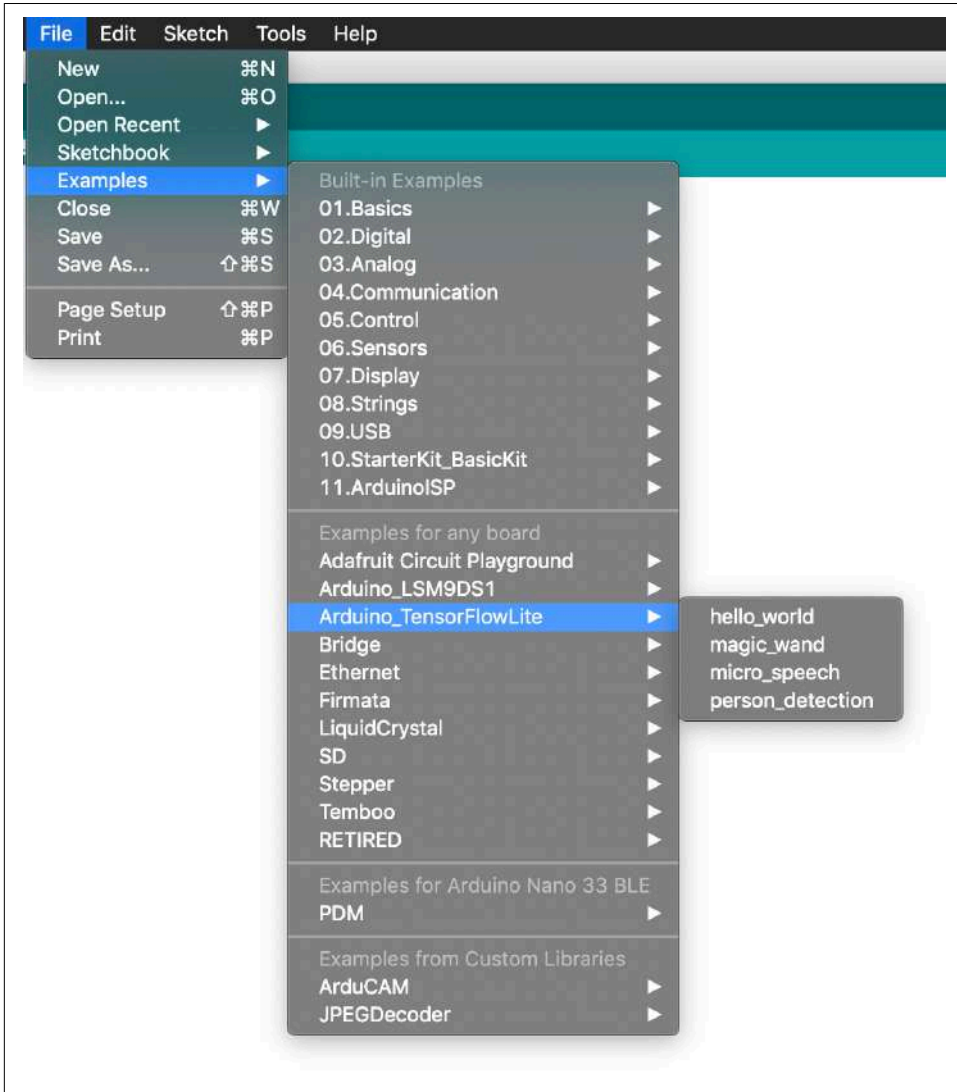 File Edit Sketch Tools Help
New ⌘N
Open... ⌘O
Open Recent ▶
Sketchbook ▶
Examples ▶
Close ⌘W
Save ⌘S
Save As... ⇧⌘S
Page Setup ⇧⌘P
Print ⌘P
Built-in Examples
01.Basics ▶
02.Digital ▶
03.Analog ▶
04.Communication ▶
05.Control ▶
06.Sensors ▶
07.Display ▶
08.Strings ▶
09.USB ▶
10.StarterKit_BasicKit ▶
11.ArduinoISP ▶
Examples for any board
Adafruit Circuit Playground ▶
Arduino_LSM9DS1 ▶
Arduino_TensorFlowLite ▶
Bridge ▶
Ethernet ▶
Firmata ▶
LiquidCrystal ▶
SD ▶
Stepper ▶
Temboo ▶
RETIRED ▶
Examples for Arduino Nano 33 BLE
PDM ▶
Examples from Custom Libraries
ArduCAM ▶
JPEGDecoder ▶
hello_world
magic_wand
micro_speech
person_detection